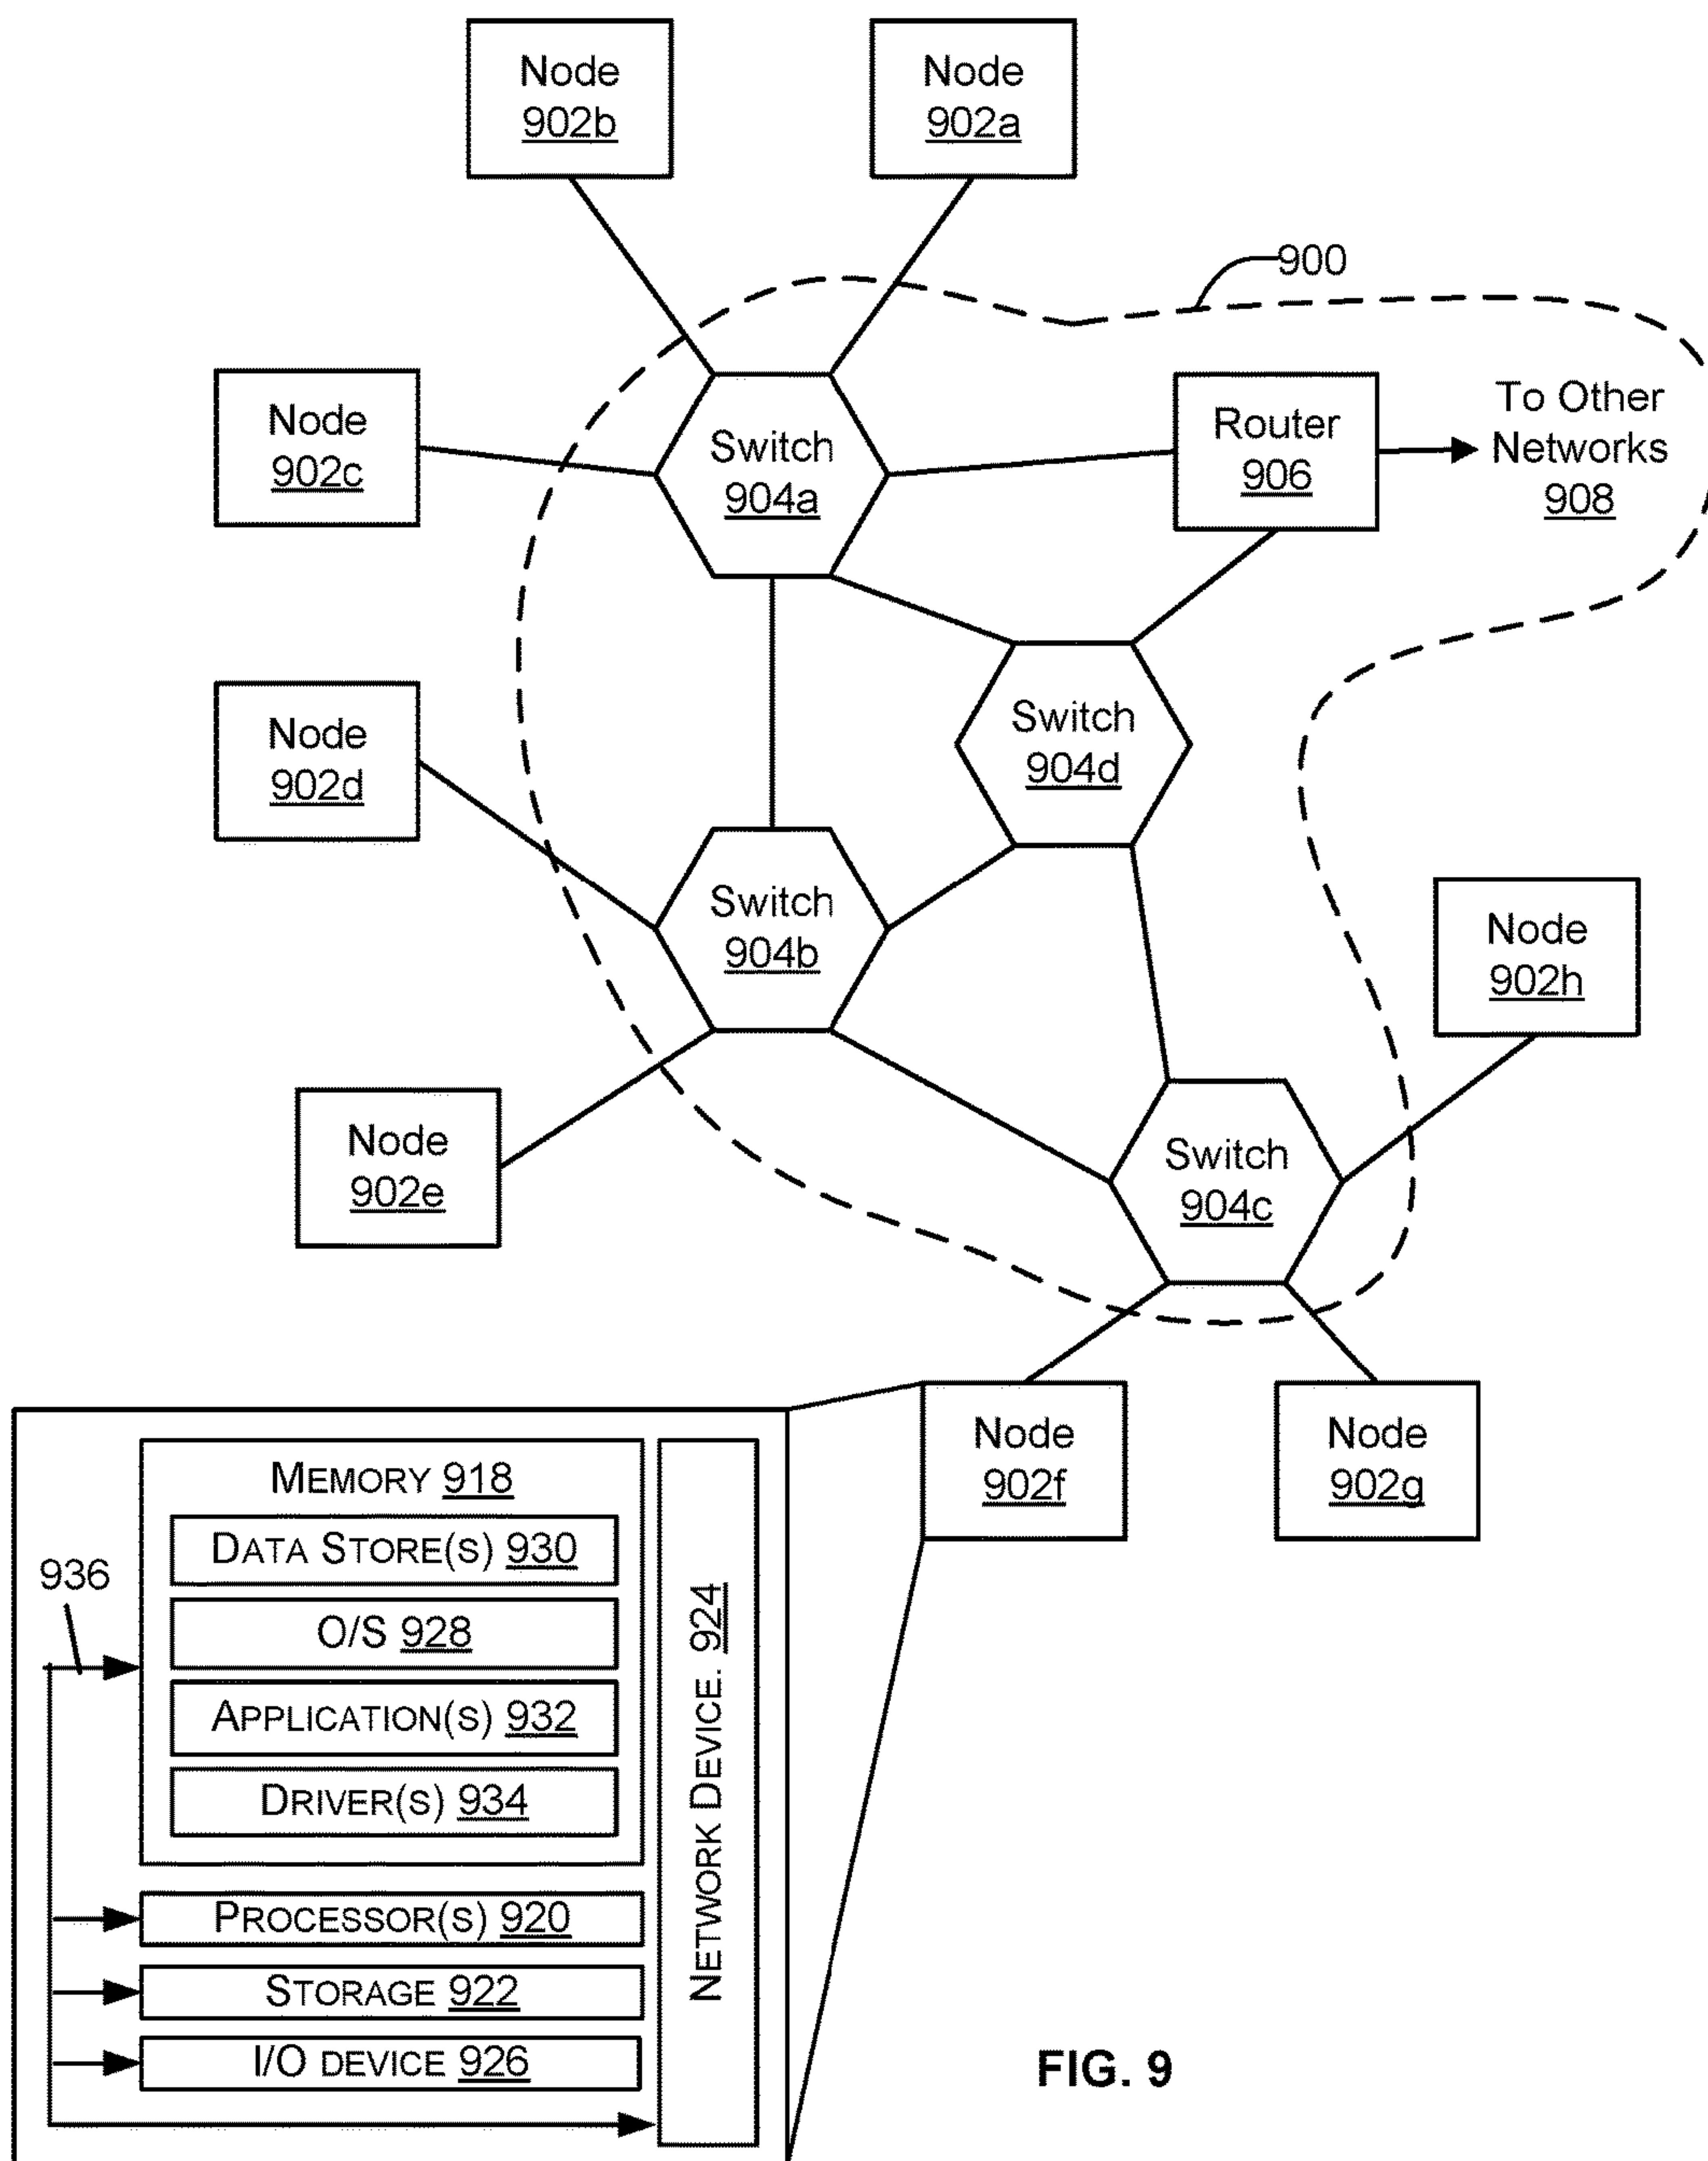 Node
902b
Node
902a
900
Node
902c
Switch
904a
Router
906
To Other
Networks
908
Node
902d
Switch
904d
Switch
904b
Node
902h
Node
902e
Switch
904c
Node
902f
Node
902g
MEMORY 918
DATA STORE(S) 930
936
O/S 928
APPLICATION(S) 932
DRIVER(S) 934
PROCESSOR(S) 920
STORAGE 922
I/O DEVICE 926
NETWORK DEVICE. 924
FIG. 9